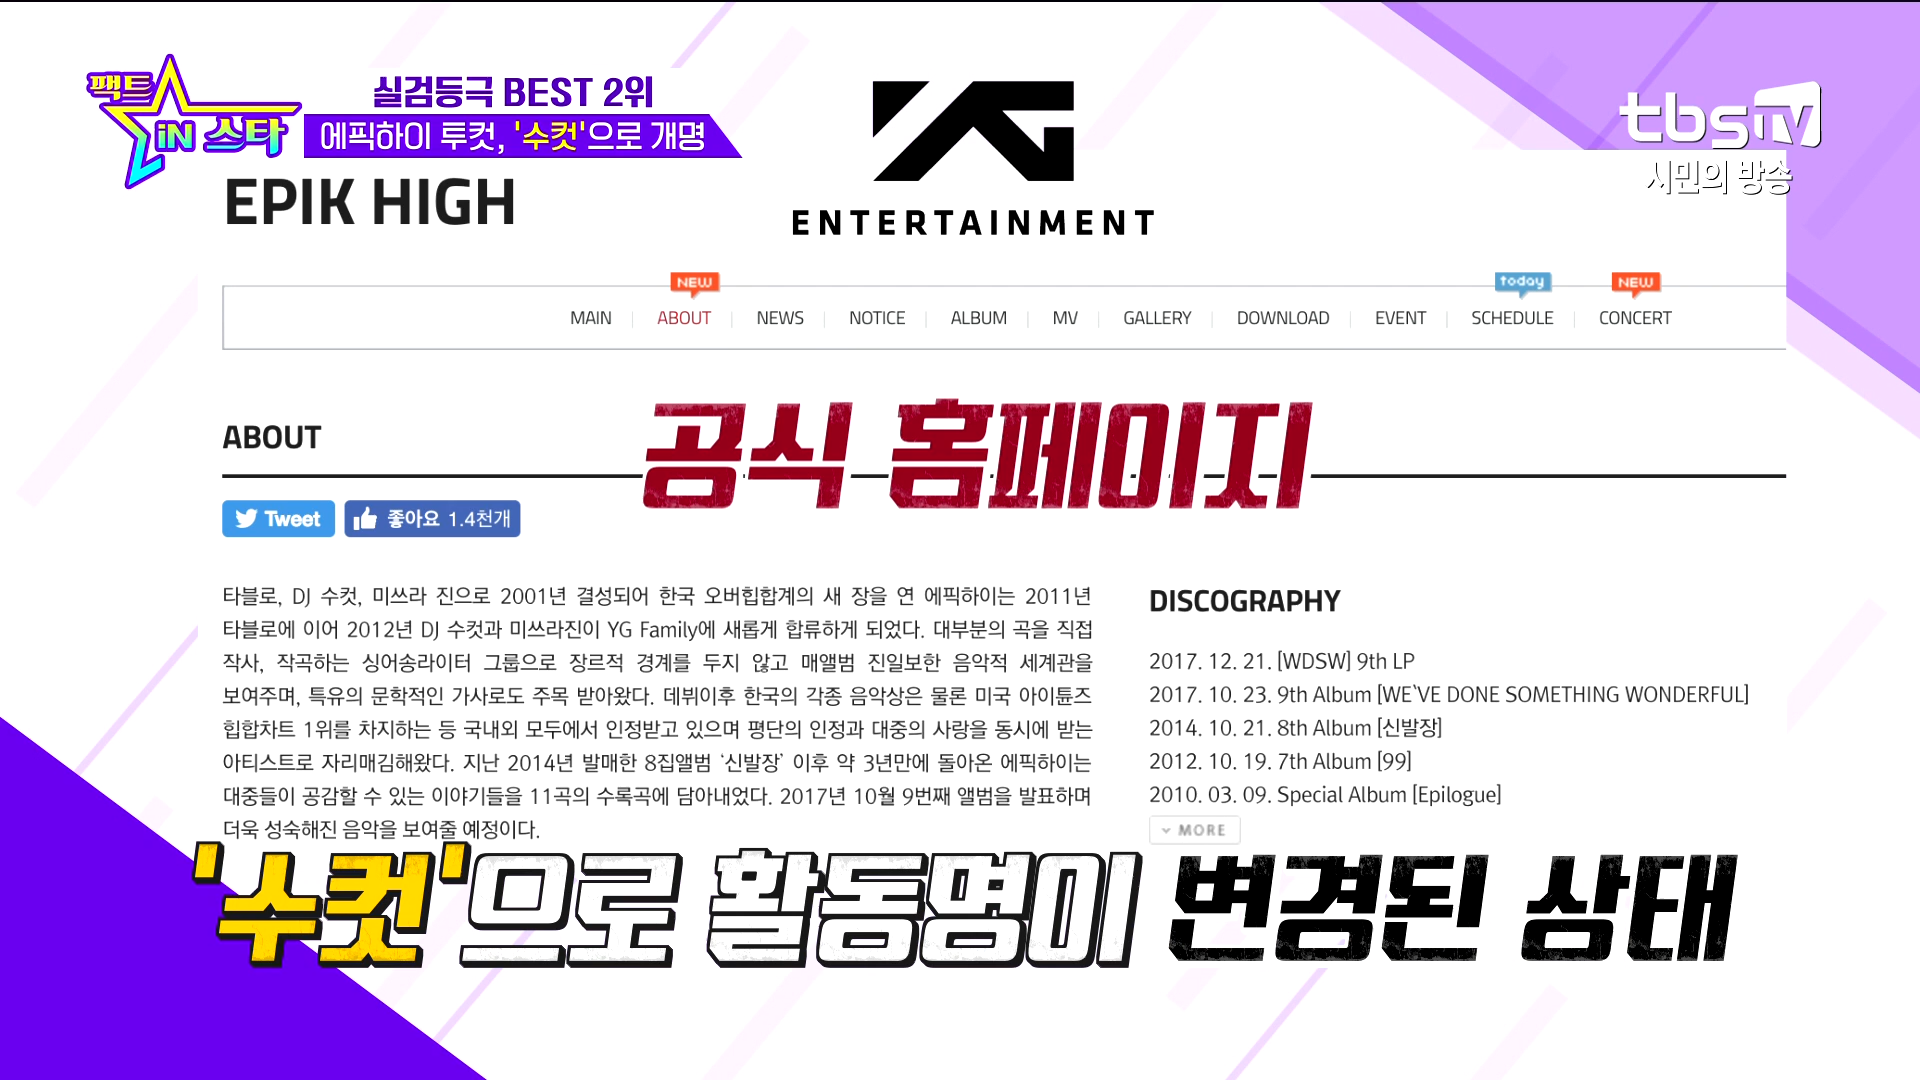 팩트
iN 스타
실검등극 BEST 2위
에픽하이 투컷, '수컷'으로 개명
YG
ENTERTAINMENT
tbs TV
시민의 방송
EPIK HIGH
NEW
today
NEW
MAIN
ABOUT
NEWS
NOTICE
ALBUM
MV
GALLERY
DOWNLOAD
EVENT
SCHEDULE
CONCERT
공식 홈페이지
ABOUT
Tweet
좋아요 1.4천개
타블로, DJ 수컷, 미쓰라 진으로 2001년 결성되어 한국 오버힙합계의 새 장을 연 에픽하이는 2011년
타블로에 이어 2012년 DJ 수컷과 미쓰라진이 YG Family에 새롭게 합류하게 되었다. 대부분의 곡을 직접
작사, 작곡하는 싱어송라이터 그룹으로 장르적 경계를 두지 않고 매앨범 진일보한 음악적 세계관을
보여주며, 특유의 문학적인 가사로도 주목 받아왔다. 데뷔이후 한국의 각종 음악상은 물론 미국 아이튠즈
힙합차트 1위를 차지하는 등 국내외 모두에서 인정받고 있으며 평단의 인정과 대중의 사랑을 동시에 받는
아티스트로 자리매김해왔다. 지난 2014년 발매한 8집앨범 ‘신발장’ 이후 약 3년만에 돌아온 에픽하이는
대중들이 공감할 수 있는 이야기들을 11곡의 수록곡에 담아내었다. 2017년 10월 9번째 앨범을 발표하며
더욱 성숙해진 음악을 보여줄 예정이다.
DISCOGRAPHY
2017. 12. 21. [WDSW] 9th LP
2017. 10. 23. 9th Album [WE`VE DONE SOMETHING WONDERFUL]
2014. 10. 21. 8th Album [신발장]
2012. 10. 19. 7th Album [99]
2010. 03. 09. Special Album [Epilogue]
MORE
'수컷'으로 활동명이 변경된 상태